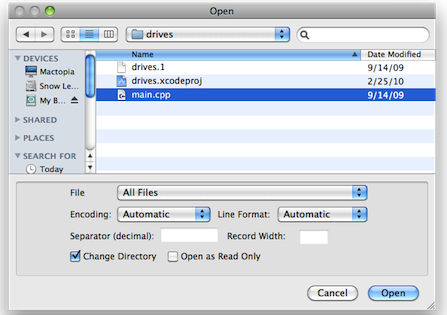 Open
drives
Name Date Modified
DEVICES
Mactopia
Snow Le...
My B...
SHARED
PLACES
SEARCH FOR
Today
drives.1 9/14/09
drives.xcodeproj 2/25/10
main.cpp 9/14/09
File All Files
Encoding: Automatic Line Format: Automatic
Separator (decimal): Record Width:
Change Directory Open as Read Only
Cancel Open